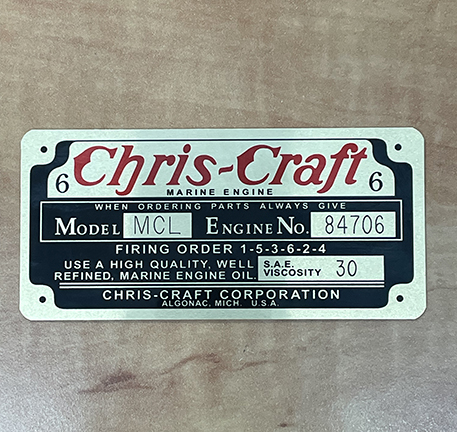 6 Chris-Craft 6
MARINE ENGINE
WHEN ORDERING PARTS ALWAYS GIVE
MODEL MCL ENGINE NO. 84706
FIRING ORDER 1-5-3-6-2-4
USE A HIGH QUALITY, WELL
REFINED, MARINE ENGINE OIL.
S.A.E.
VISCOSITY 30
CHRIS-CRAFT CORPORATION
ALGONAC, MICH. U.S.A.